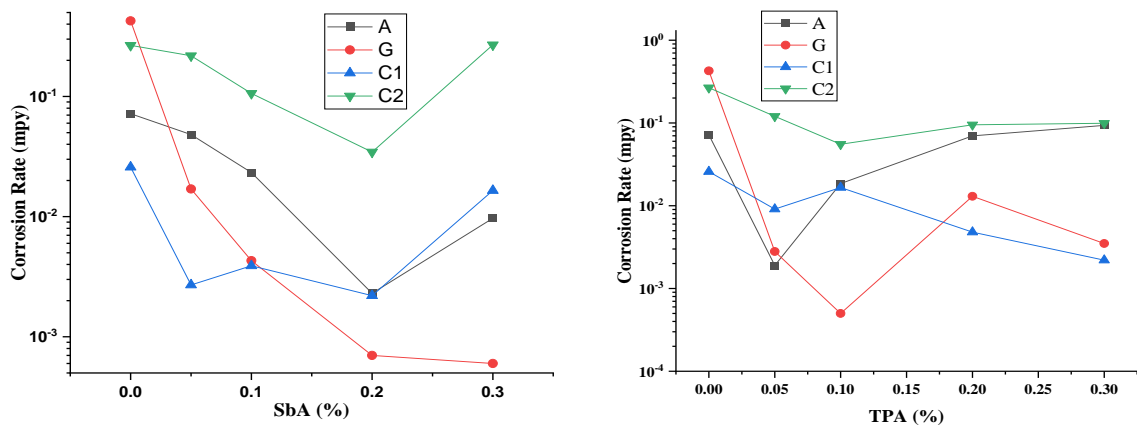 A
G
C1
C2
10⁻¹
10⁻²
10⁻³
Corrosion Rate (mpy)
0.0
0.1
0.2
0.3
SbA (%)
A
G
C1
C2
10⁰
10⁻¹
10⁻²
10⁻³
10⁻⁴
Corrosion Rate (mpy)
0.00
0.05
0.10
0.15
0.20
0.25
0.30
TPA (%)